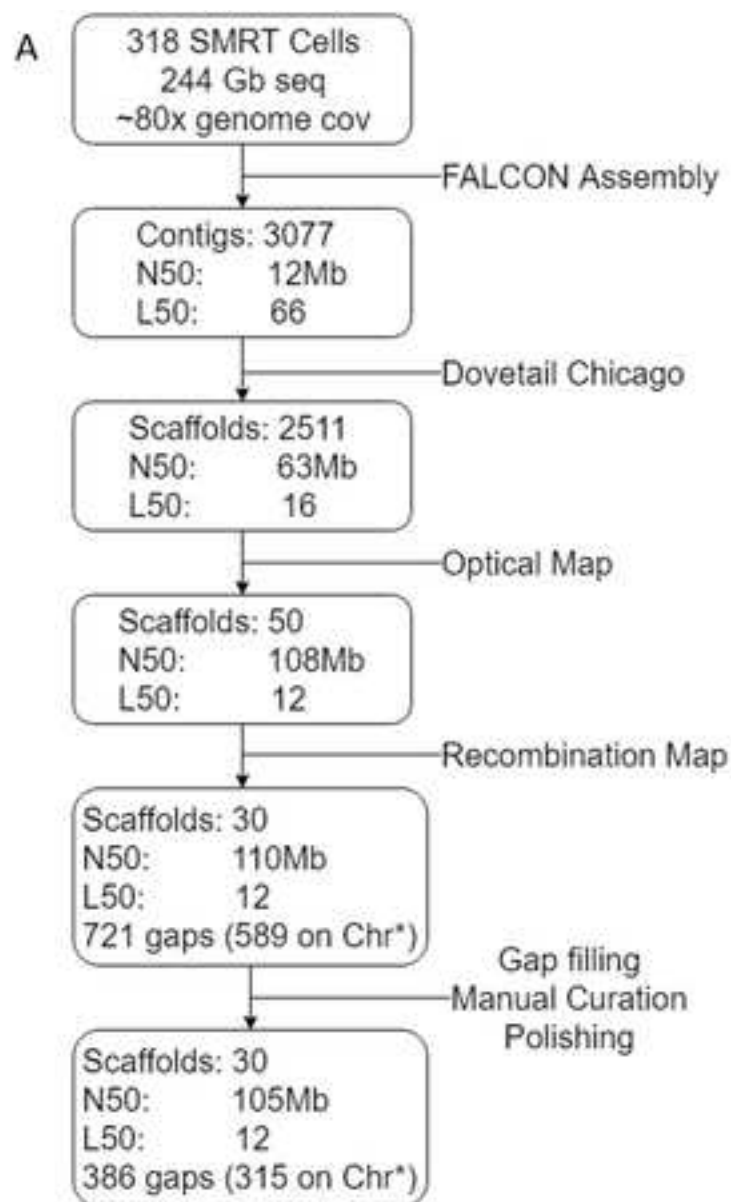 A
318 SMRT Cells
244 Gb seq
~80x genome cov
FALCON Assembly
Contigs: 3077
N50: 12Mb
L50: 66
Dovetail Chicago
Scaffolds: 2511
N50: 63Mb
L50: 16
Optical Map
Scaffolds: 50
N50: 108Mb
L50: 12
Recombination Map
Scaffolds: 30
N50: 110Mb
L50: 12
721 gaps (589 on Chr*)
Gap filling
Manual Curation
Polishing
Scaffolds: 30
N50: 105Mb
L50: 12
386 gaps (315 on Chr*)